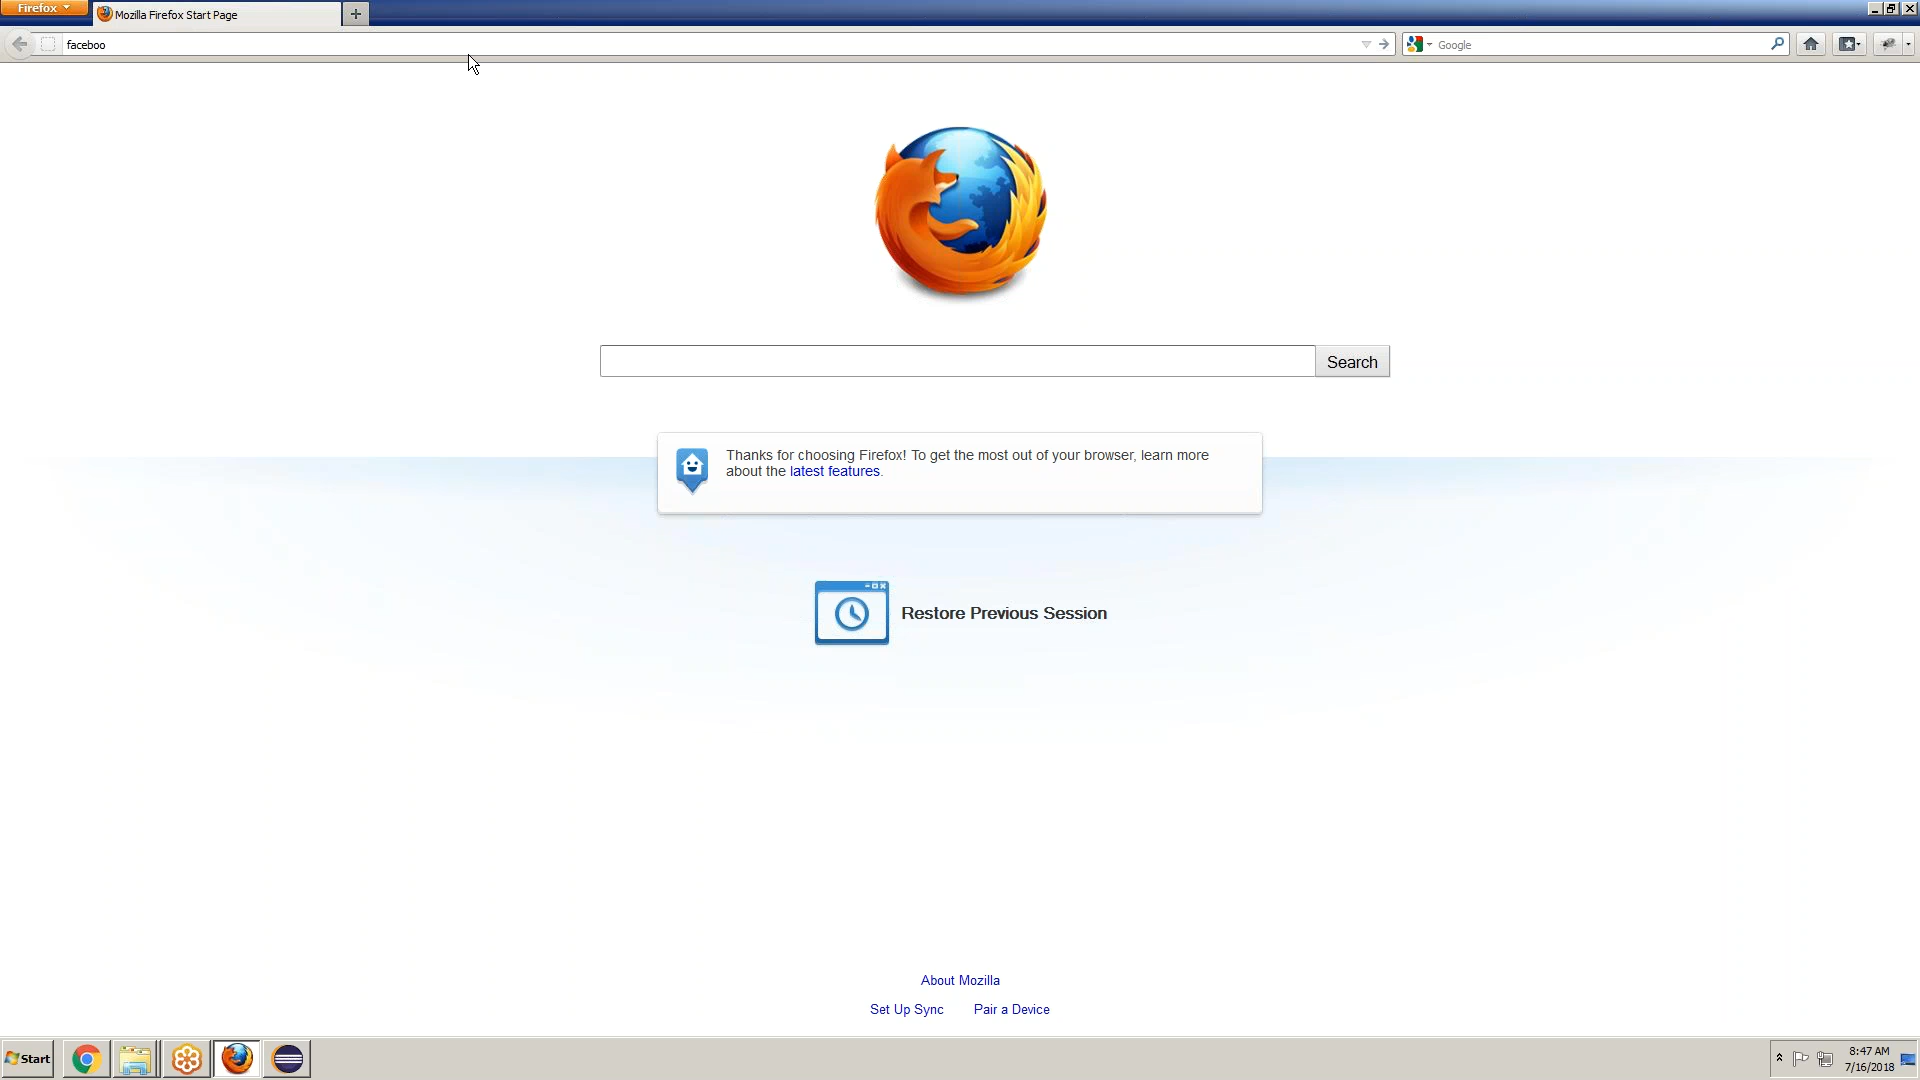 Firefox
Mozilla Firefox Start Page
faceboo
Google
Search
Thanks for choosing Firefox! To get the most out of your browser, learn more
about the latest features.
Restore Previous Session
About Mozilla
Set Up Sync Pair a Device
Start
8:47 AM
7/16/2018